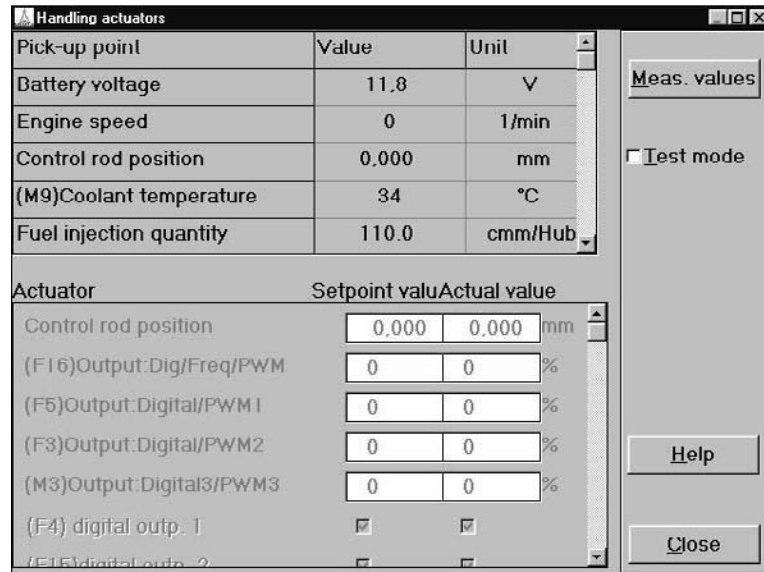 Handling actuators
Pick-up point Value Unit
Battery voltage 11,8 V
Engine speed 0 1/min
Control rod position 0,000 mm
(M9)Coolant temperature 34 °C
Fuel injection quantity 110.0 cmm/Hub
Meas. values
Test mode
Actuator Setpoint valuActual value
Control rod position 0,000 0,000 mm
(F16)Output:Dig/Freq/PWM 0 0 %
(F5)Output:Digital/PWM1 0 0 %
(F3)Output:Digital/PWM2 0 0 %
(M3)Output:Digital3/PWM3 0 0 %
(F4) digital outp. 1
(F15)digital outp. 2
Help
Close